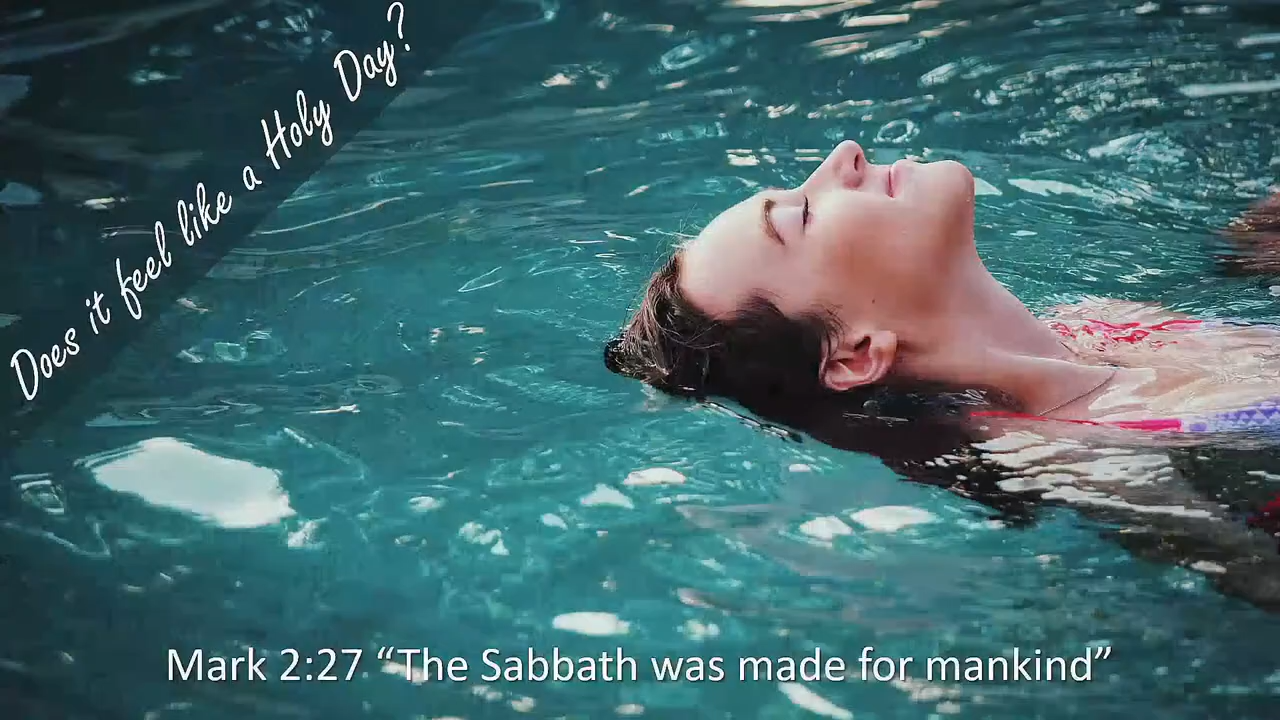 Does it feel like a Holy Day?
Mark 2:27 “The Sabbath was made for mankind”